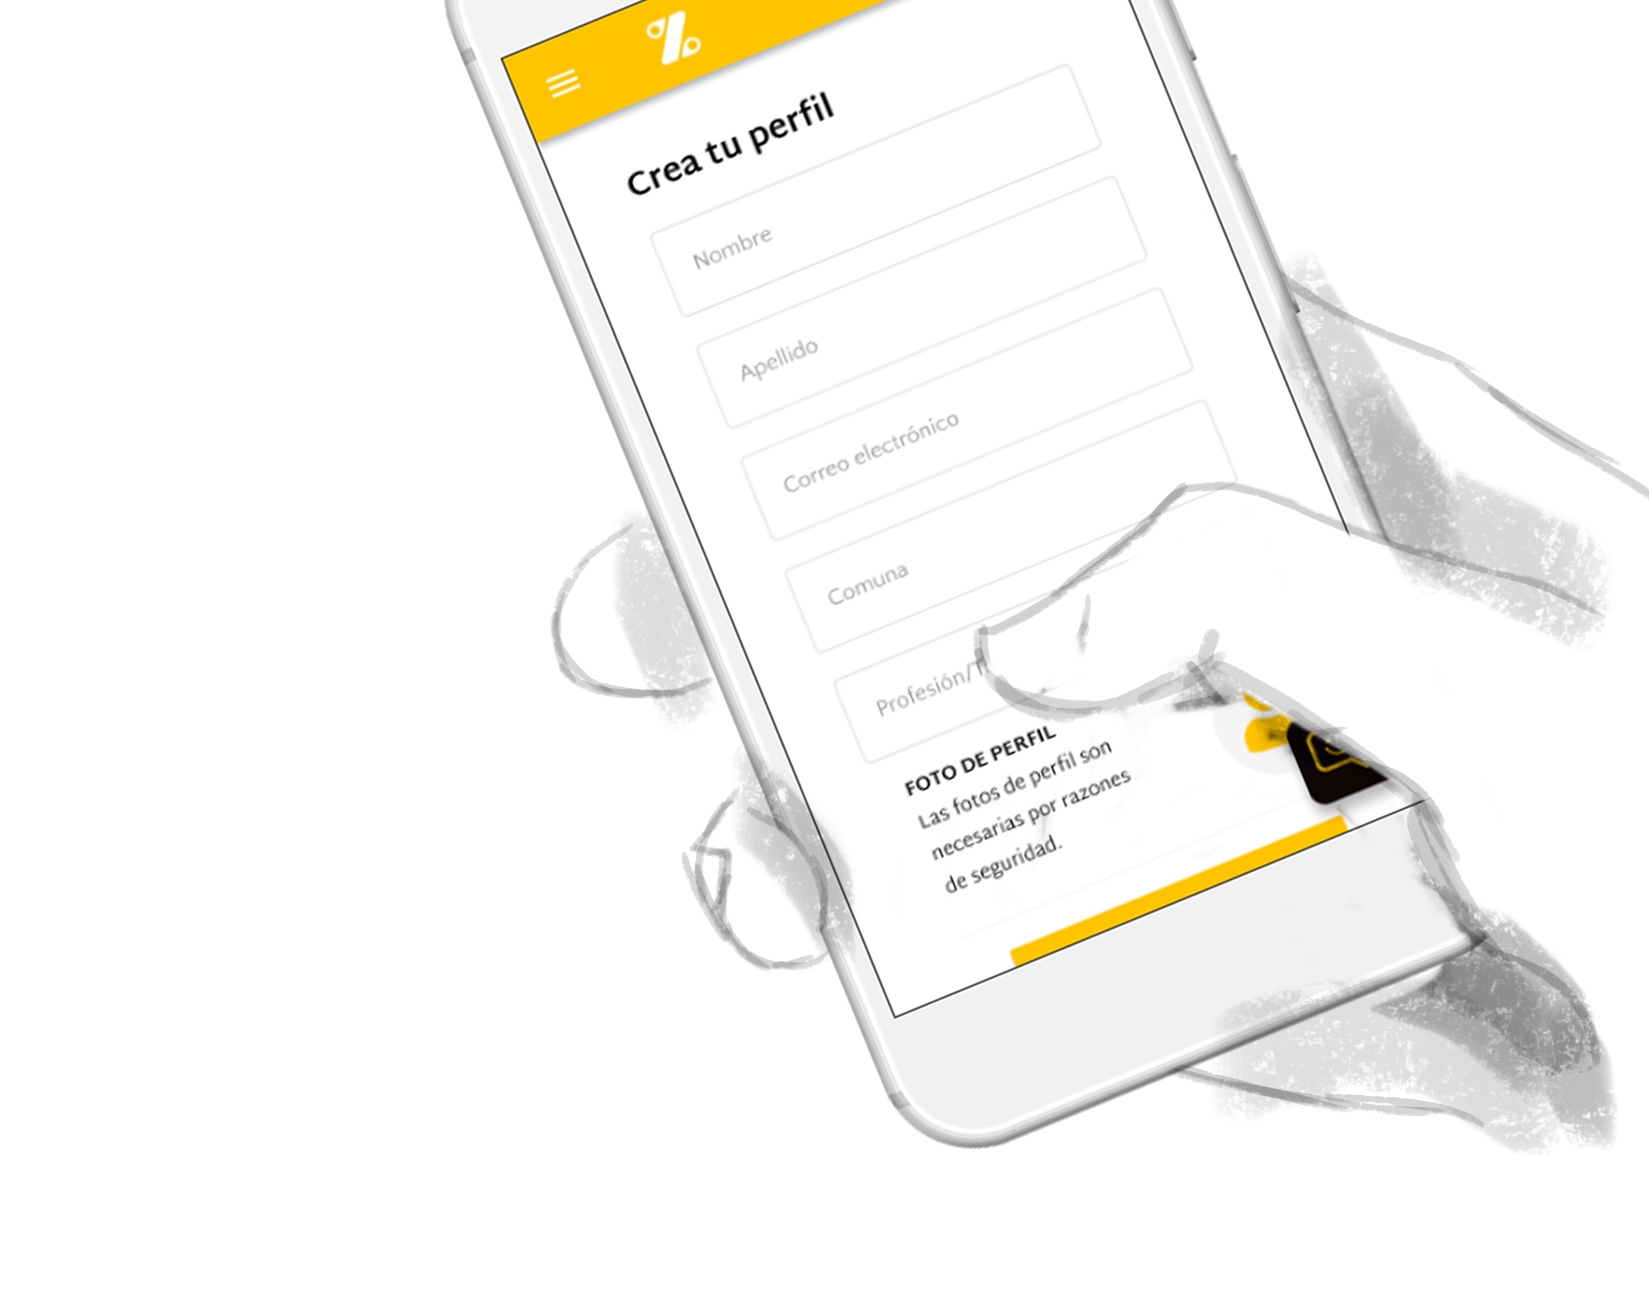 Crea tu perfil
Nombre
Apellido
Correo electrónico
Comuna
Profesión/
FOTO DE PERFIL
Las fotos de perfil son
necesarias por razones
de seguridad.